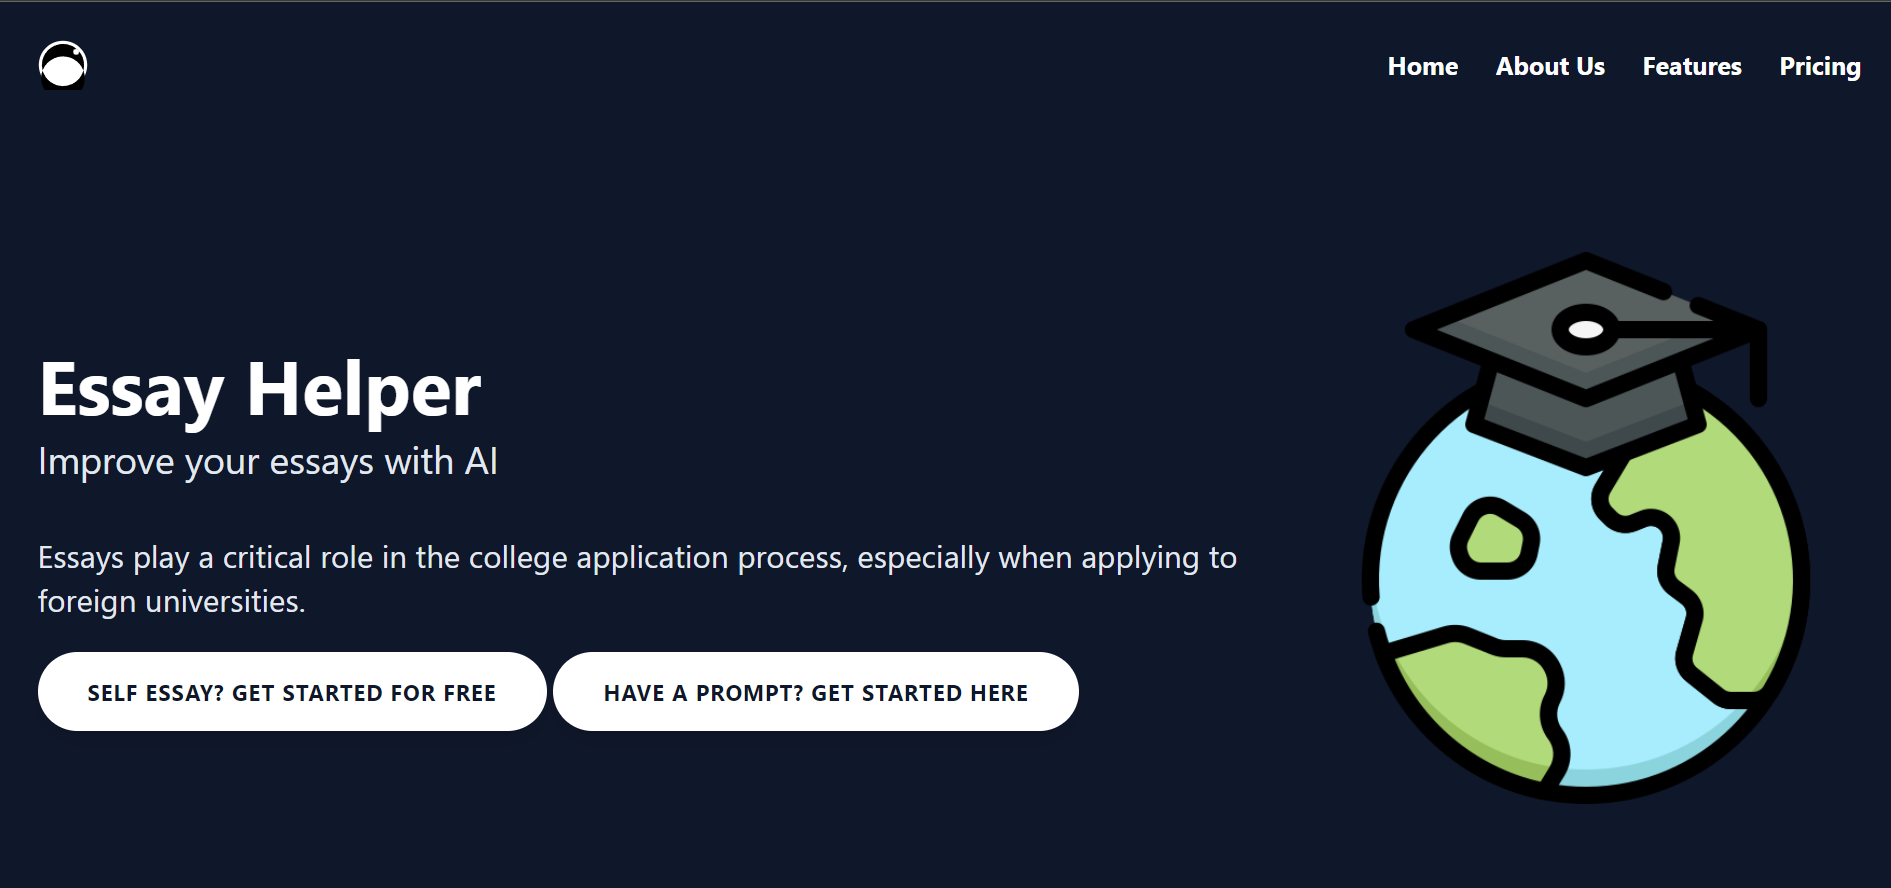 Home About Us Features Pricing
Essay Helper
Improve your essays with AI
Essays play a critical role in the college application process, especially when applying to
foreign universities.
SELF ESSAY? GET STARTED FOR FREE HAVE A PROMPT? GET STARTED HERE